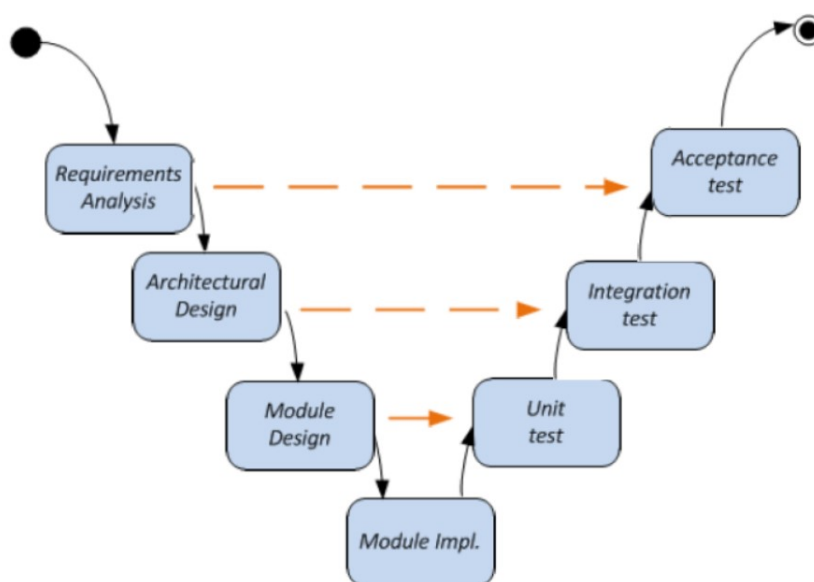 Requirements
Analysis
Acceptance
test
Architectural
Design
Integration
test
Module
Design
Unit
test
Module Impl.